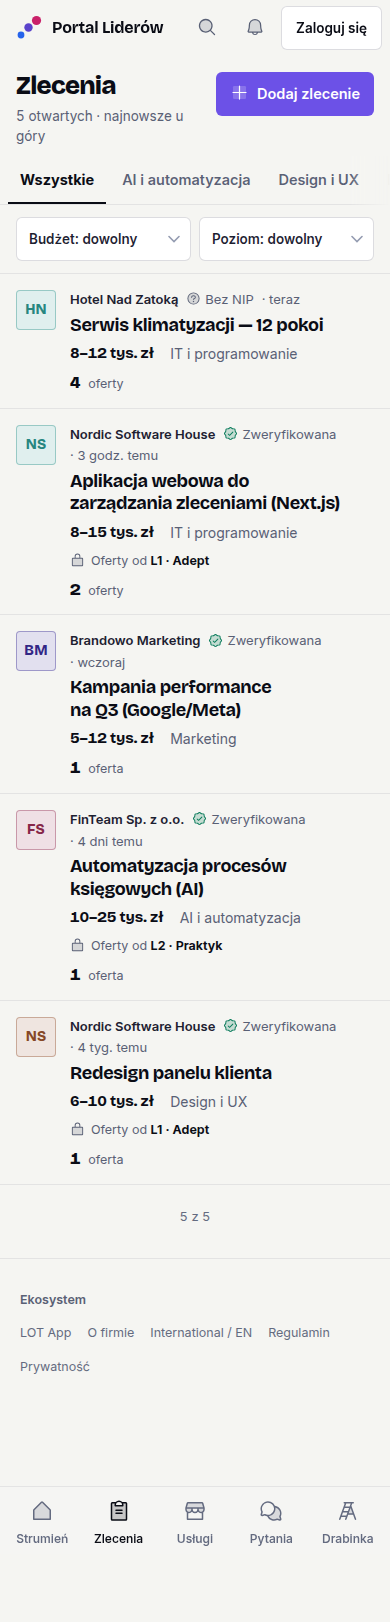 Portal Liderów
Zaloguj się
Zlecenia
5 otwartych · najnowsze u
góry
Dodaj zlecenie
Wszystkie
AI i automatyzacja
Design i UX
Budżet: dowolny
Poziom: dowolny
HN
Hotel Nad Zatoką Bez NIP · teraz
Serwis klimatyzacji — 12 pokoi
8–12 tys. zł IT i programowanie
4 oferty
NS
Nordic Software House Zweryfikowana
· 3 godz. temu
Aplikacja webowa do
zarządzania zleceniami (Next.js)
8–15 tys. zł IT i programowanie
Oferty od L1 · Adept
2 oferty
BM
Brandowo Marketing Zweryfikowana
· wczoraj
Kampania performance
na Q3 (Google/Meta)
5–12 tys. zł Marketing
1 oferta
FS
FinTeam Sp. z o.o. Zweryfikowana
· 4 dni temu
Automatyzacja procesów
księgowych (AI)
10–25 tys. zł AI i automatyzacja
Oferty od L2 · Praktyk
1 oferta
NS
Nordic Software House Zweryfikowana
· 4 tyg. temu
Redesign panelu klienta
6–10 tys. zł Design i UX
Oferty od L1 · Adept
1 oferta
5 z 5
Ekosystem
LOT App O firmie International / EN Regulamin
Prywatność
Strumień Zlecenia Usługi Pytania Drabinka